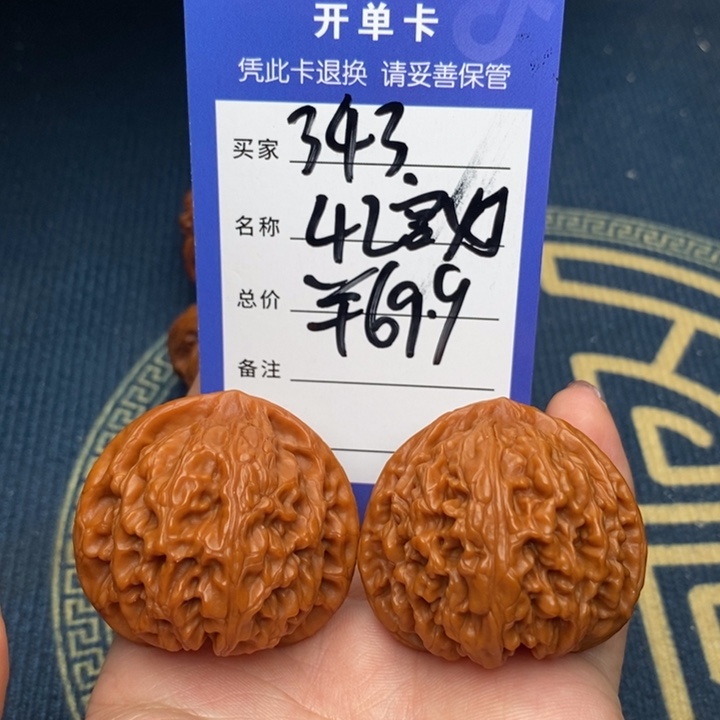 开单卡
凭此卡退换 请妥善保管
买家 343.
名称 42
总价 ¥69.9
备注